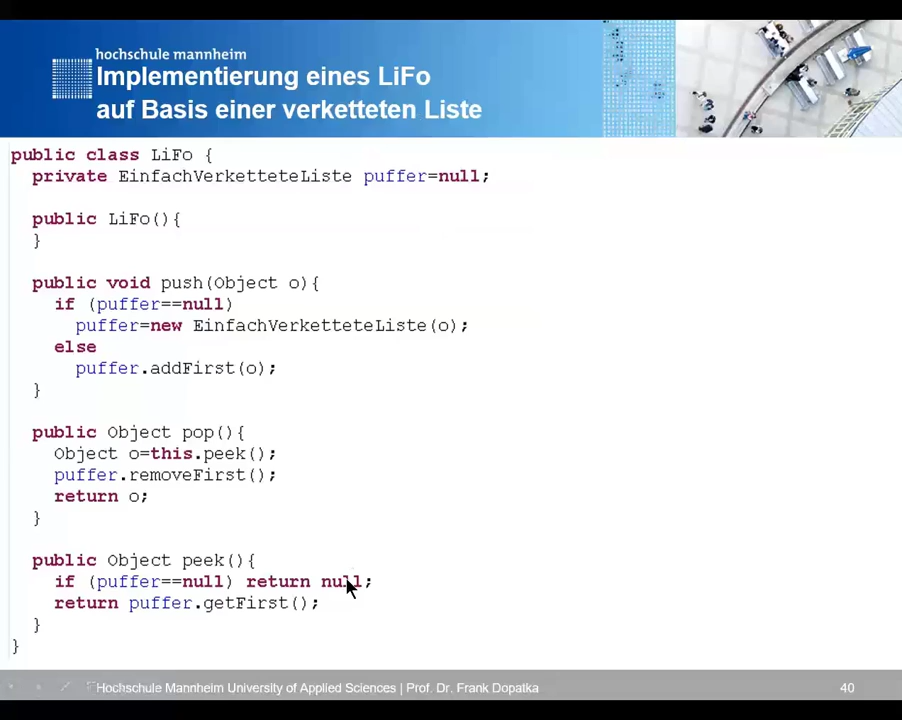 hochschule mannheim
Implementierung eines LiFo
auf Basis einer verketteten Liste
public class LiFo {
private EinfachVerketteteListe puffer=null;
public LiFo(){
}
public void push(Object o){
if (puffer==null)
puffer=new EinfachVerketteteListe(o);
else
puffer.addFirst(o);
}
public Object pop(){
Object o=this.peek();
puffer.removeFirst();
return o;
}
public Object peek(){
if (puffer==null) return null;
return puffer.getFirst();
}
}
Hochschule Mannheim University of Applied Sciences | Prof. Dr. Frank Dopatka
40